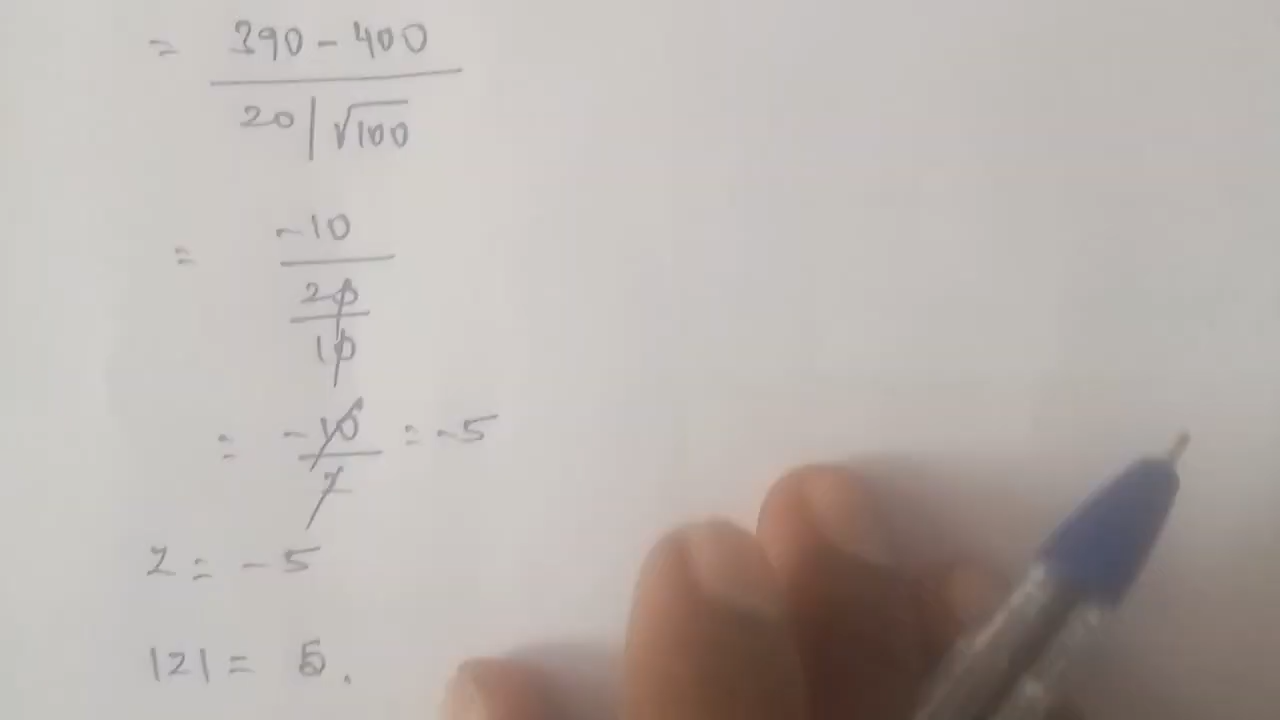 = 390 - 400
20 | √100
= -10
20
10
= -10 = -5
2
Z = -5
|Z| = 5.